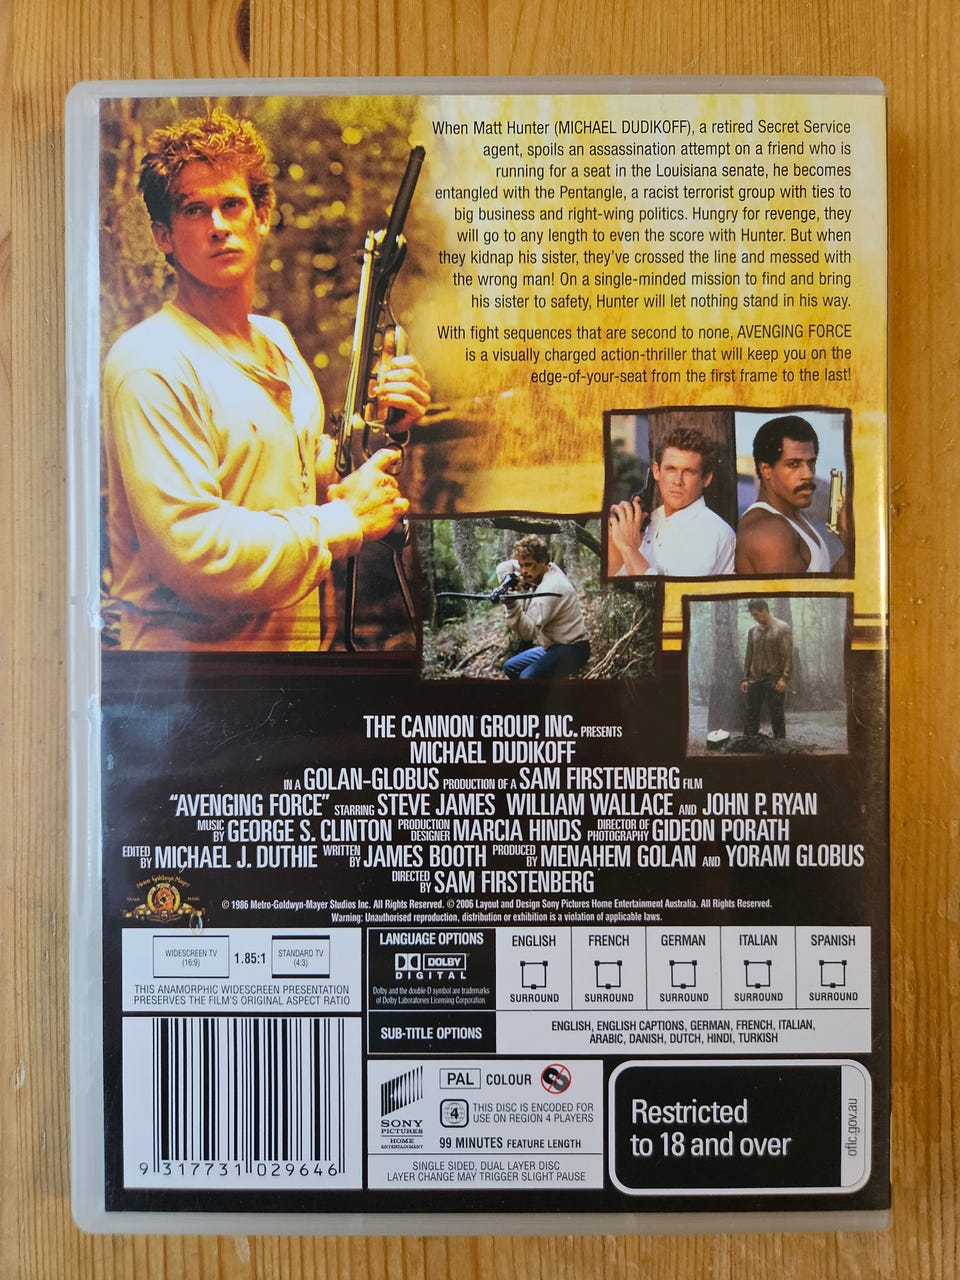 When Matt Hunter (MICHAEL DUDIKOFF), a retired Secret Service
agent, spoils an assassination attempt on a friend who is
running for a seat in the Louisiana senate, he becomes
entangled with the Pentangle, a racist terrorist group with ties to
big business and right-wing politics. Hungry for revenge, they
will go to any length to even the score with Hunter. But when
they kidnap his sister, they've crossed the line and messed with
the wrong man! On a single-minded mission to find and bring
his sister to safety, Hunter will let nothing stand in his way.
With fight sequences that are second to none, AVENGING FORCE
is a visually charged action-thriller that will keep you on the
edge-of-your-seat from the first frame to the last!
THE CANNON GROUP, INC. PRESENTS
MICHAEL DUDIKOFF
IN A GOLAN-GLOBUS PRODUCTION OF A SAM FIRSTENBERG FILM
"AVENGING FORCE" STARRING STEVE JAMES WILLIAM WALLACE AND JOHN P. RYAN
MUSIC BY GEORGE S. CLINTON PRODUCTION DESIGNER MARCIA HINDS DIRECTOR OF PHOTOGRAPHY GIDEON PORATH
EDITED BY MICHAEL J. DUTHIE WRITTEN BY JAMES BOOTH PRODUCED BY MENAHEM GOLAN AND YORAM GLOBUS
DIRECTED BY SAM FIRSTENBERG
Metro Goldwyn Mayer
TRADE MARK
© 1986 Metro-Goldwyn-Mayer Studios Inc. All Rights Reserved. © 2006 Layout and Design Sony Pictures Home Entertainment Australia. All Rights Reserved.
Warning: Unauthorised reproduction, distribution or exhibition is a violation of applicable laws.
WIDESCREEN TV
(16:9)
1.85:1
STANDARD TV
(4:3)
THIS ANAMORPHIC WIDESCREEN PRESENTATION
PRESERVES THE FILM'S ORIGINAL ASPECT RATIO
LANGUAGE OPTIONS
DOLBY
DIGITAL
Dolby and the double-D symbol are trademarks
of Dolby Laboratories Licensing Corporation.
ENGLISH
SURROUND
FRENCH
SURROUND
GERMAN
SURROUND
ITALIAN
SURROUND
SPANISH
SURROUND
SUB-TITLE OPTIONS
ENGLISH, ENGLISH CAPTIONS, GERMAN, FRENCH, ITALIAN,
ARABIC, DANISH, DUTCH, HINDI, TURKISH
9 317731 029646
SONY
PICTURES
HOME
ENTERTAINMENT
PAL COLOUR
4
THIS DISC IS ENCODED FOR
USE ON REGION 4 PLAYERS
99 MINUTES FEATURE LENGTH
SINGLE SIDED, DUAL LAYER DISC
LAYER CHANGE MAY TRIGGER SLIGHT PAUSE
Restricted
to 18 and over
oflc.gov.au